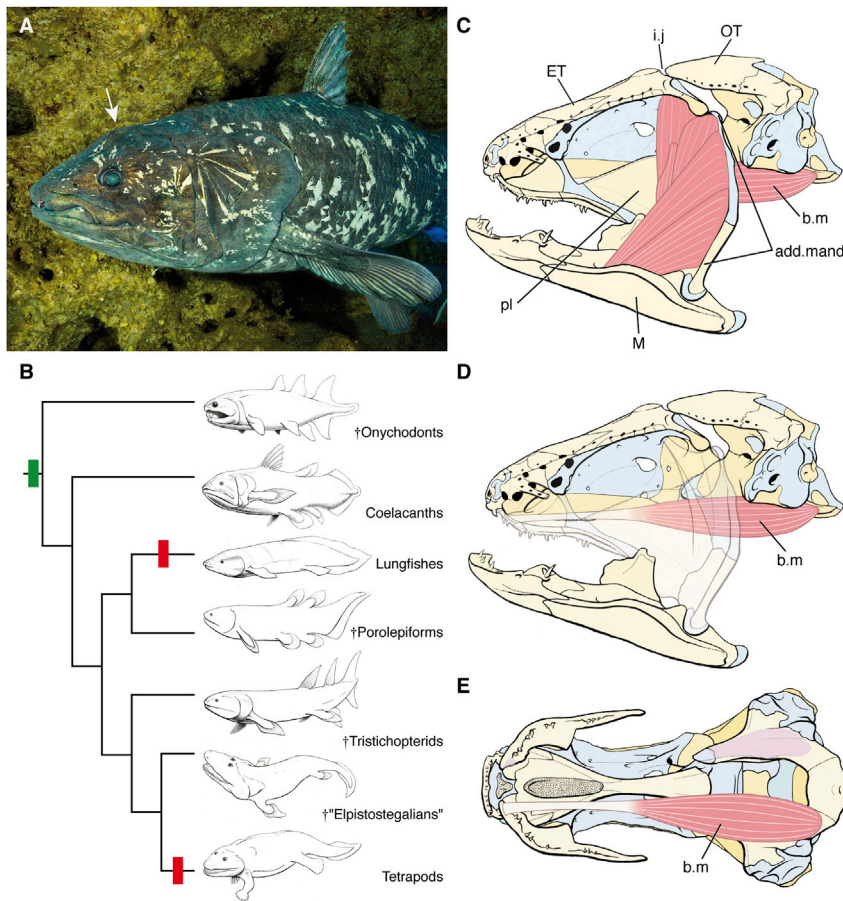 A
B
†Onychodonts
Coelacanths
Lungfishes
†Porolepiforms
†Tristichopterids
†"Elpistostegalians"
Tetrapods
C
i.j
OT
ET
b.m
add.mand
pl
M
D
b.m
E
b.m